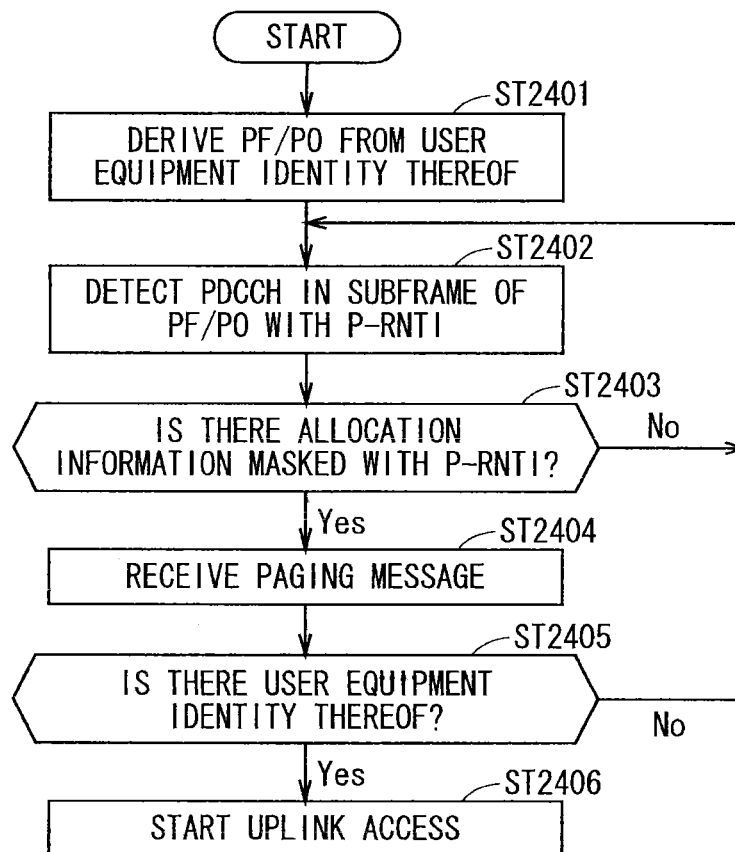 START
ST2401
DERIVE PF/PO FROM USER
EQUIPMENT IDENTITY THEREOF
ST2402
DETECT PDCCH IN SUBFRAME OF
PF/PO WITH P-RNTI
ST2403
IS THERE ALLOCATION
INFORMATION MASKED WITH P-RNTI?
No
Yes
ST2404
RECEIVE PAGING MESSAGE
ST2405
IS THERE USER EQUIPMENT
IDENTITY THEREOF?
No
Yes
ST2406
START UPLINK ACCESS